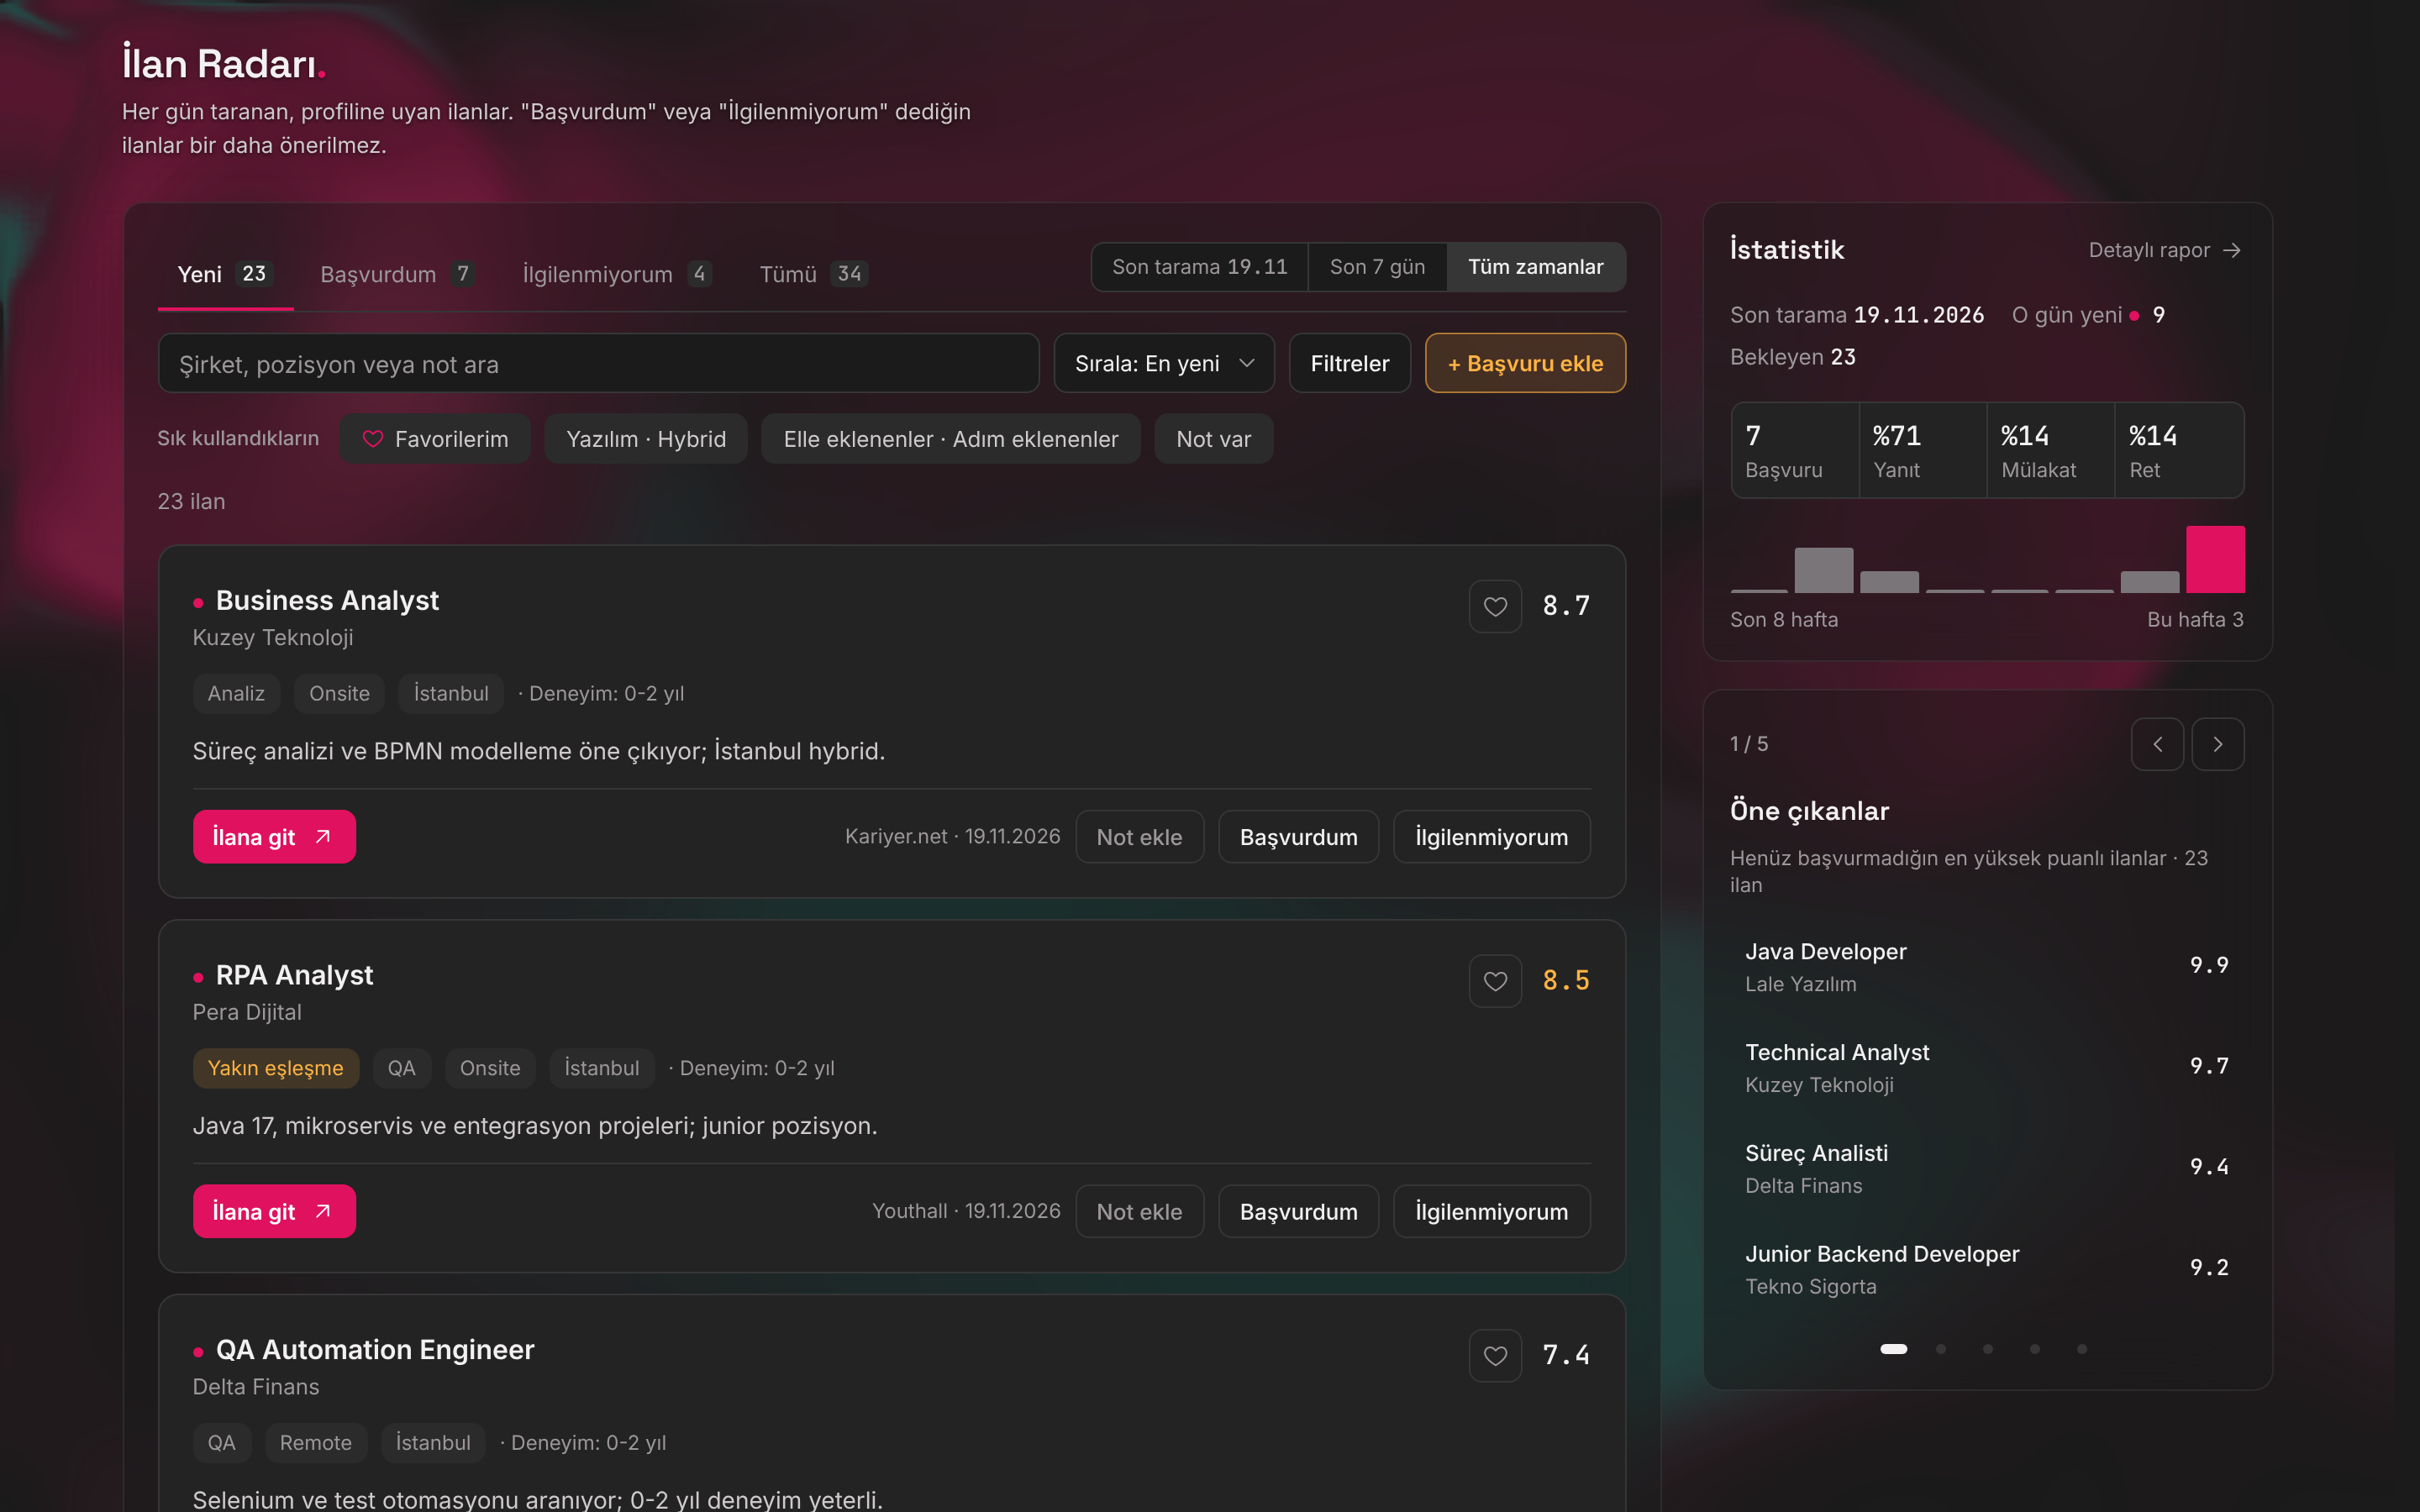 İlan Radarı.
Her gün taranan, profiline uyan ilanlar. "Başvurdum" veya "İlgilenmiyorum" dediğin
ilanlar bir daha önerilmez.
Yeni 23 Başvurdum 7 İlgilenmiyorum 4 Tümü 34
Son tarama 19.11 Son 7 gün Tüm zamanlar
Şirket, pozisyon veya not ara
Sırala: En yeni
Filtreler
+ Başvuru ekle
Sık kullandıkların Favorilerim Yazılım · Hybrid Elle eklenenler · Adım eklenenler Not var
23 ilan
Business Analyst
8.7
Kuzey Teknoloji
Analiz Onsite İstanbul · Deneyim: 0-2 yıl
Süreç analizi ve BPMN modelleme öne çıkıyor; İstanbul hybrid.
İlana git ↗ Kariyer.net · 19.11.2026 Not ekle Başvurdum İlgilenmiyorum
RPA Analyst
8.5
Pera Dijital
Yakın eşleşme QA Onsite İstanbul · Deneyim: 0-2 yıl
Java 17, mikroservis ve entegrasyon projeleri; junior pozisyon.
İlana git ↗ Youthall · 19.11.2026 Not ekle Başvurdum İlgilenmiyorum
QA Automation Engineer
7.4
Delta Finans
QA Remote İstanbul · Deneyim: 0-2 yıl
Selenium ve test otomasyonu aranıyor; 0-2 yıl deneyim yeterli.
İstatistik
Detaylı rapor →
Son tarama 19.11.2026 O gün yeni 9
Bekleyen 23
7 %71 %14 %14
Başvuru Yanıt Mülakat Ret
Son 8 hafta Bu hafta 3
1 / 5
Öne çıkanlar
Henüz başvurmadığın en yüksek puanlı ilanlar · 23
ilan
Java Developer
Lale Yazılım
9.9
Technical Analyst
Kuzey Teknoloji
9.7
Süreç Analisti
Delta Finans
9.4
Junior Backend Developer
Tekno Sigorta
9.2